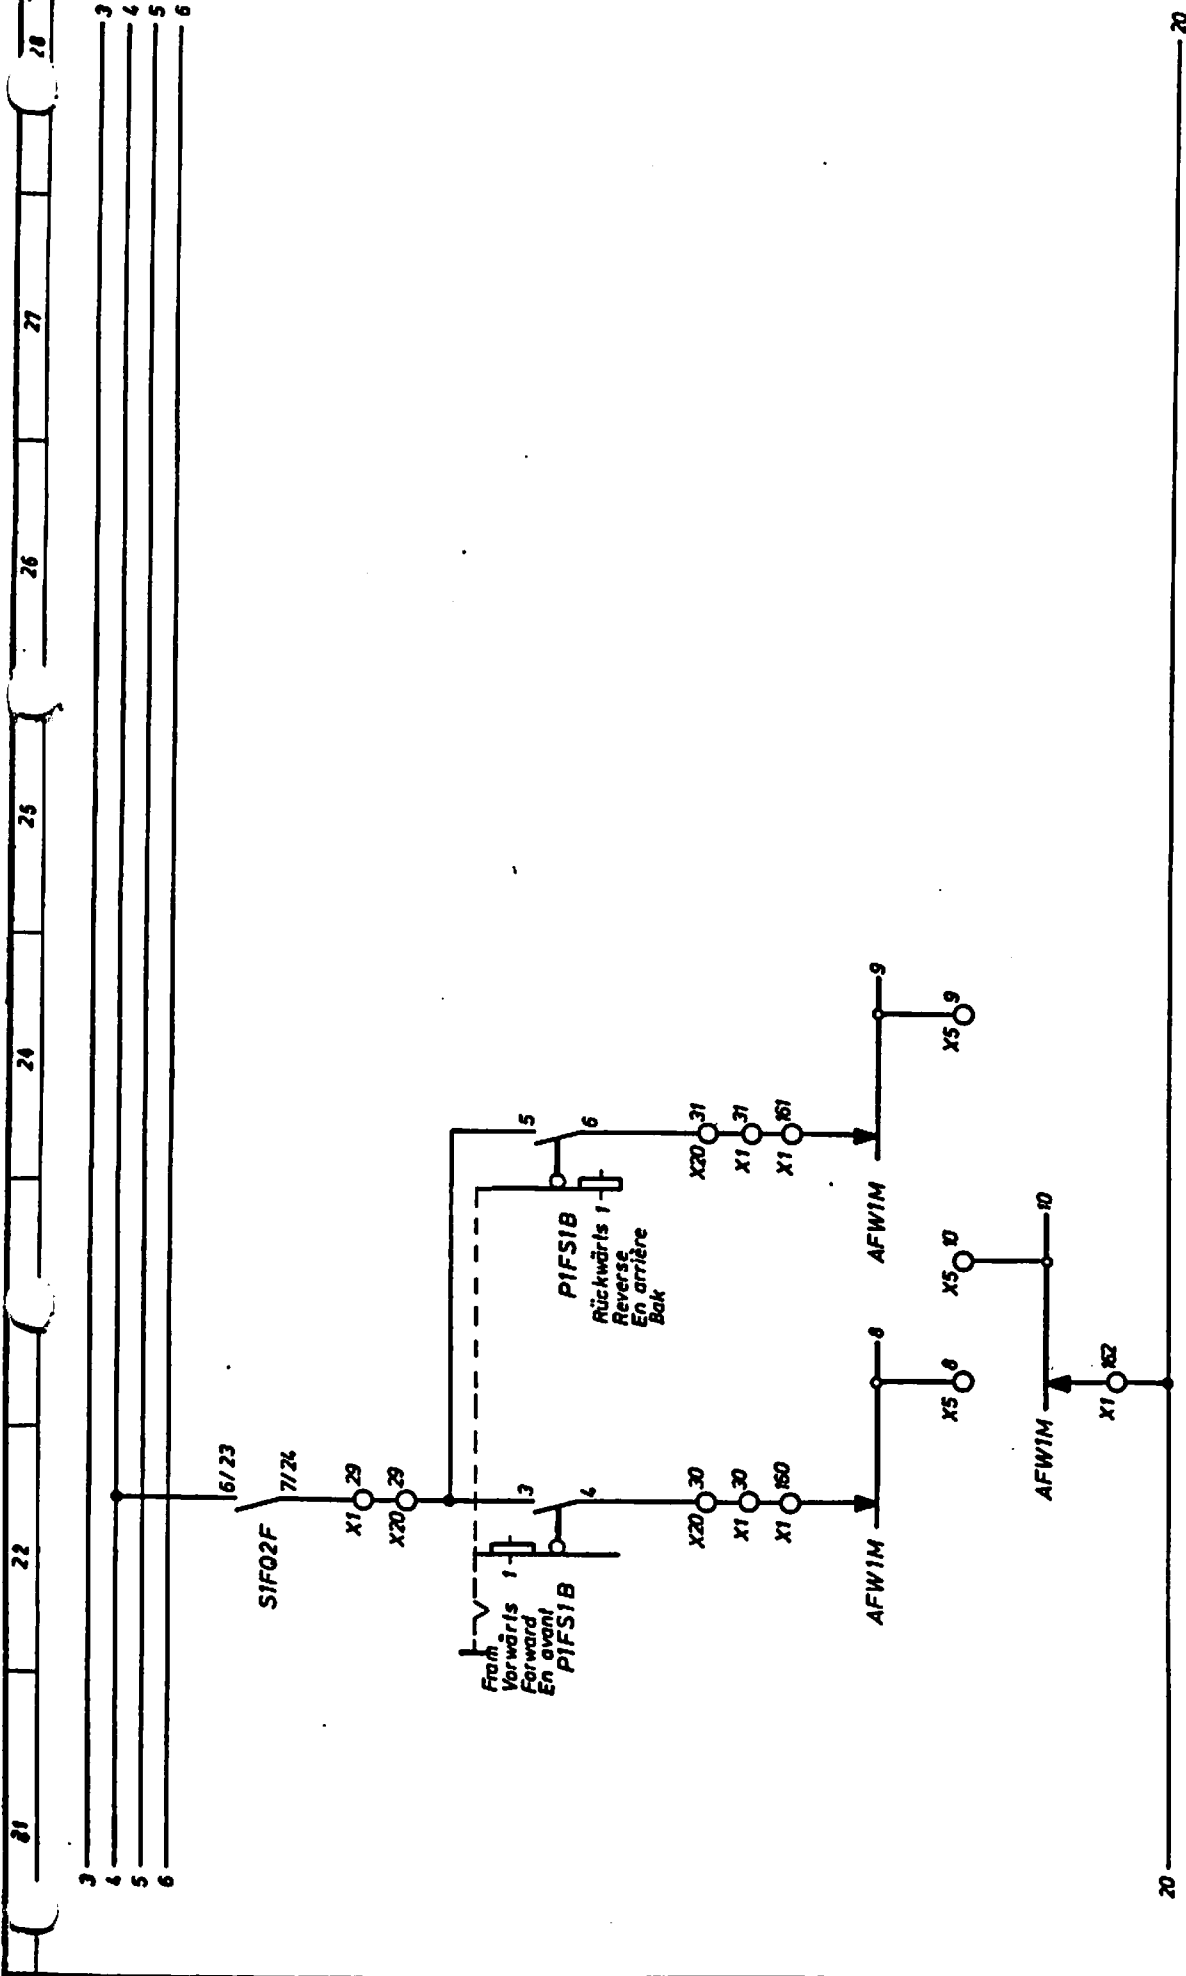 21
22
24
25
26
27
28
3
3
4
4
5
5
6
6
6/23
S1FQ2F
7/24
X1 29
X20 29
3
5
4
6
Fram
Vorwärts 1
Forward
En avant
P1FS1B
P1FS1B
Rückwärts 1
Reverse
En arrière
Bak
X20 30
X1 30
X1 160
X20 31
X1 31
X1 161
AFW1M 8
AFW1M 9
X5 8
X5 10
X5 9
AFW1M 10
X1 162
20
20